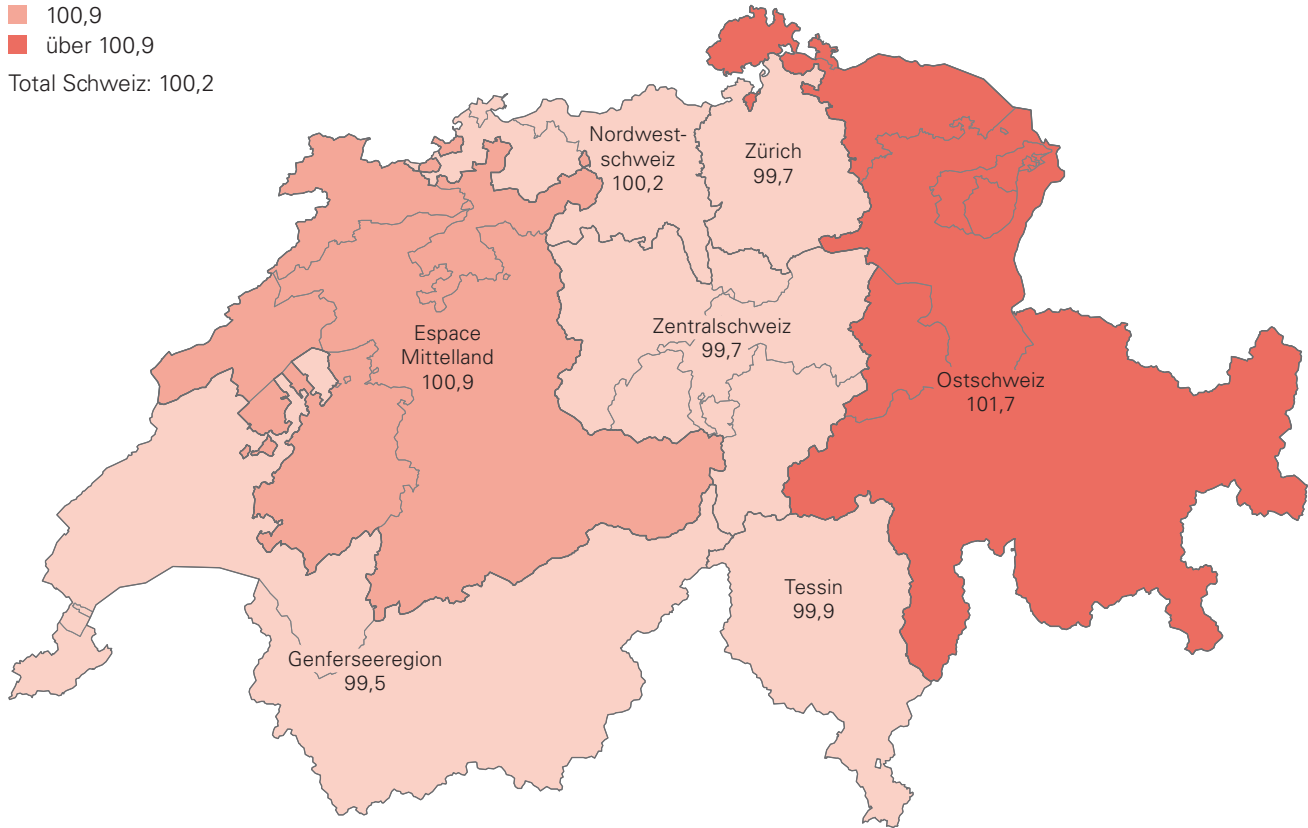 100,9
über 100,9
Total Schweiz: 100,2
Nordwest-
schweiz
100,2
Zürich
99,7
Espace
Mittelland
100,9
Zentralschweiz
99,7
Ostschweiz
101,7
Tessin
99,9
Genferseeregion
99,5